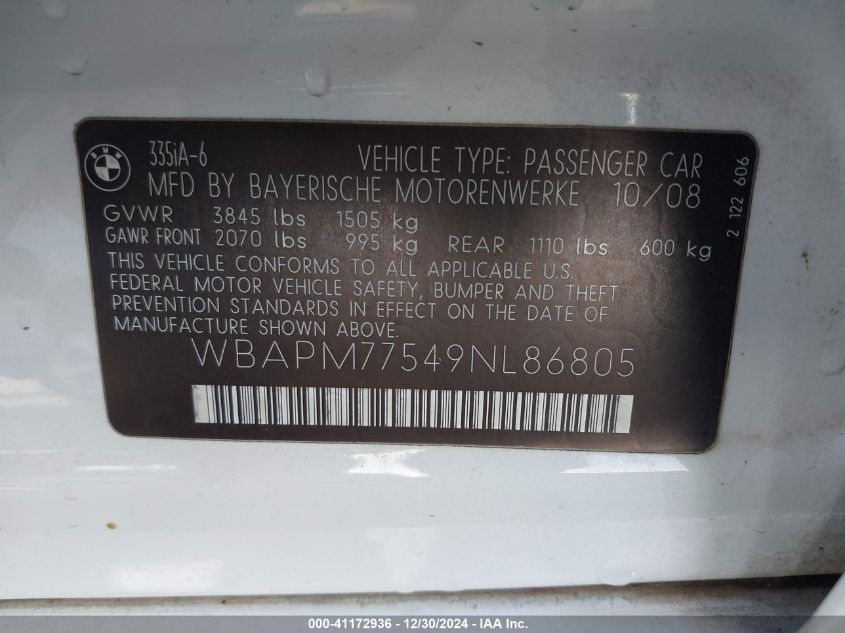 BMW
335iA-6 VEHICLE TYPE: PASSENGER CAR
MFD BY BAYERISCHE MOTORENWERKE 10/08
GVWR 3845 lbs 1505 kg
GAWR FRONT 2070 lbs 995 kg REAR 1110 lbs 600 kg
THIS VEHICLE CONFORMS TO ALL APPLICABLE U.S.
FEDERAL MOTOR VEHICLE SAFETY, BUMPER AND THEFT
PREVENTION STANDARDS IN EFFECT ON THE DATE OF
MANUFACTURE SHOWN ABOVE.
WBAPM77549NL86805
2 122 606
000-41172936 - 12/30/2024 - © IAA, Inc.